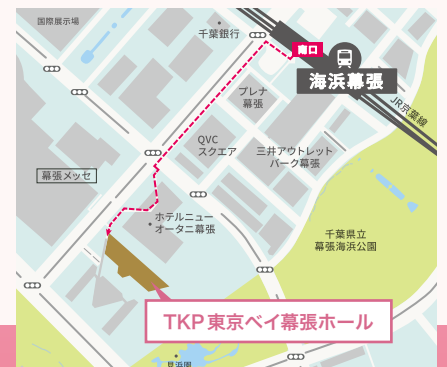 国際展示場
千葉銀行
南口
海浜幕張
プレナ
幕張
JR京葉線
QVC
スクエア
三井アウトレット
パーク幕張
幕張メッセ
ホテルニュー
オータニ幕張
千葉県立
幕張海浜公園
TKP東京ベイ幕張ホール
見浜園